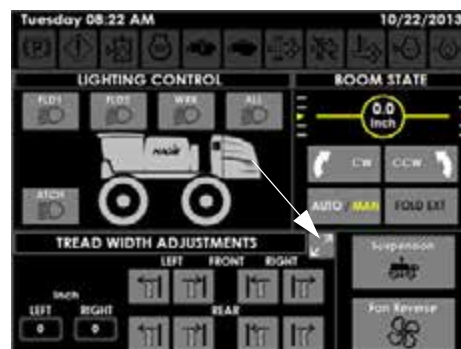 Tuesday 08:22 AM 10/22/2013
(P)
LIGHTING CONTROL
FLD1 FLD2 WRK ALL
HAGIE
ATCH
BOOM STATE
0.0
Inch
CW CCW
AUTO / MAN FOLD EXT
TREAD WIDTH ADJUSTMENTS
LEFT FRONT RIGHT
Inch
LEFT RIGHT
0 0
REAR
Suspension
Fan Reverse